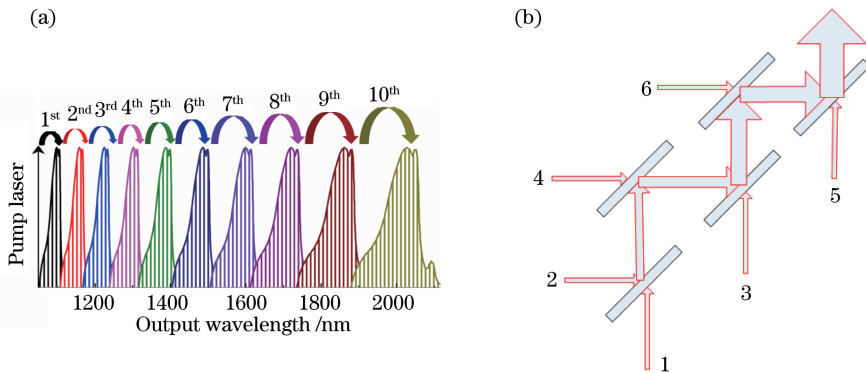 (a)
1st 2nd 3rd 4th 5th 6th 7th 8th 9th 10th
Pump laser
1200 1400 1600 1800 2000
Output wavelength /nm
(b)
6
4
5
2
3
1